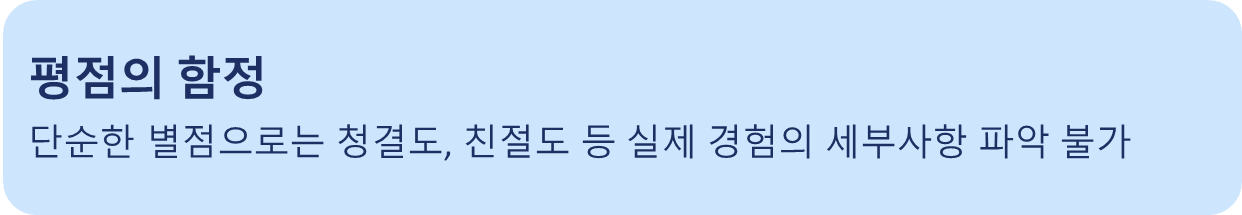 평점의 함정
단순한 별점으로는 청결도, 친절도 등 실제 경험의 세부사항 파악 불가